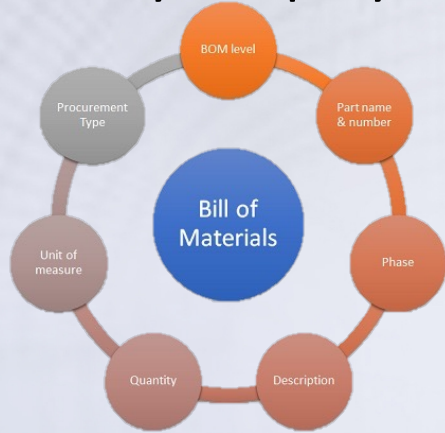 BOM level
Part name
& number
Phase
Description
Quantity
Unit of
measure
Procurement
Type
Bill of
Materials